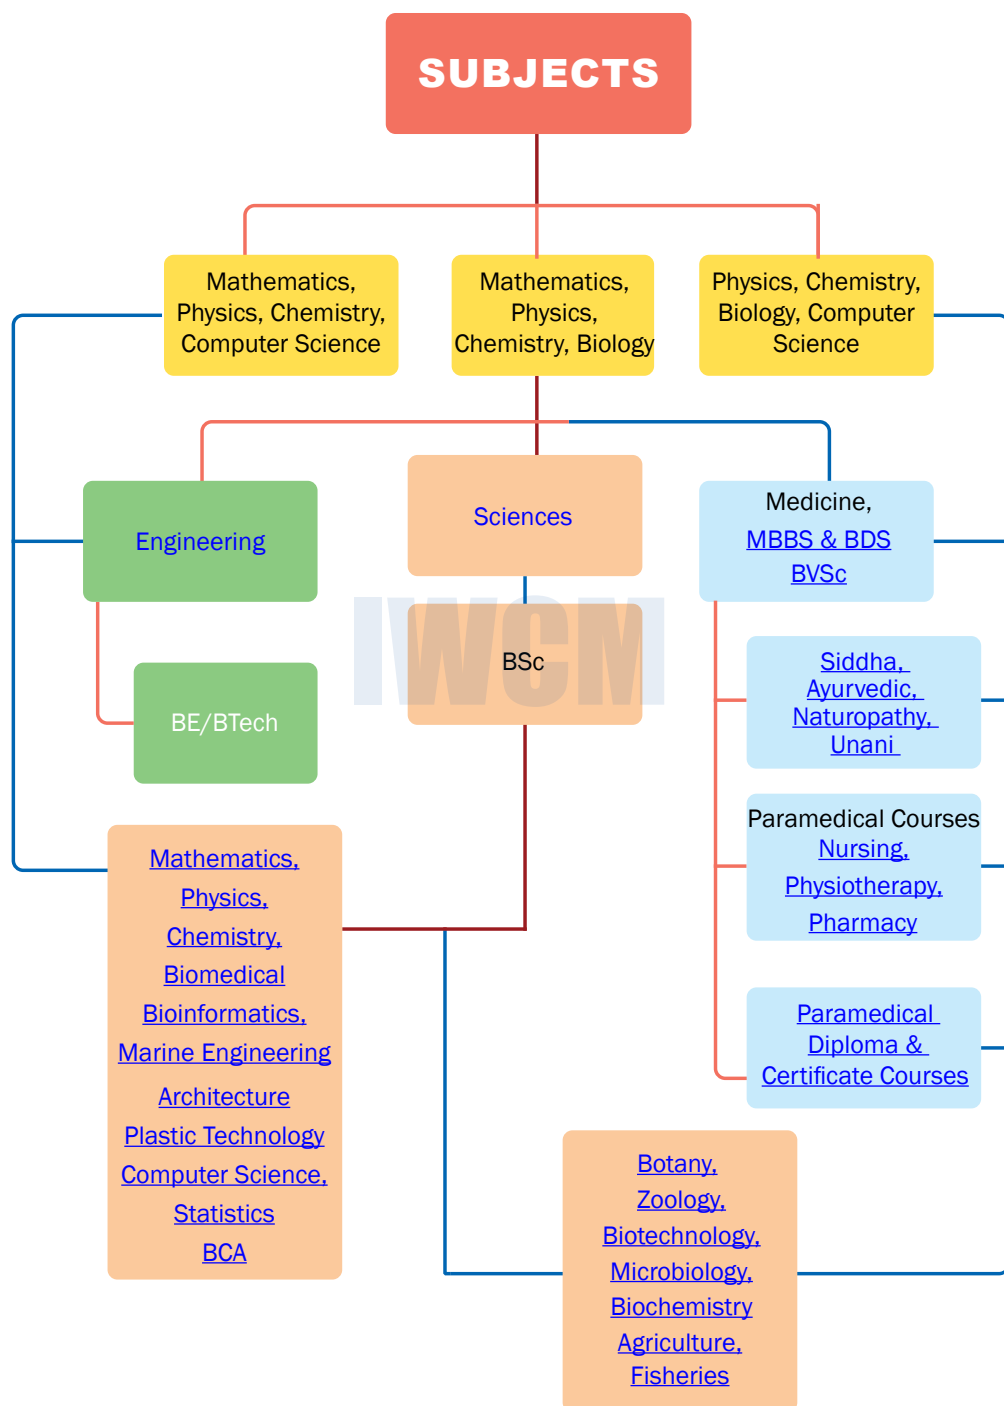 SUBJECTS
Mathematics,
Physics, Chemistry,
Computer Science
Mathematics,
Physics,
Chemistry, Biology
Physics, Chemistry,
Biology, Computer
Science
Engineering
Sciences
Medicine,
MBBS & BDS
BVSc
IWCM
BSc
BE/BTech
Siddha,
Ayurvedic,
Naturopathy,
Unani
Paramedical Courses
Nursing,
Physiotherapy,
Pharmacy
Mathematics,
Physics,
Chemistry,
Biomedical
Bioinformatics,
Marine Engineering
Architecture
Plastic Technology
Computer Science,
Statistics
BCA
Paramedical
Diploma &
Certificate Courses
Botany,
Zoology,
Biotechnology,
Microbiology,
Biochemistry
Agriculture,
Fisheries